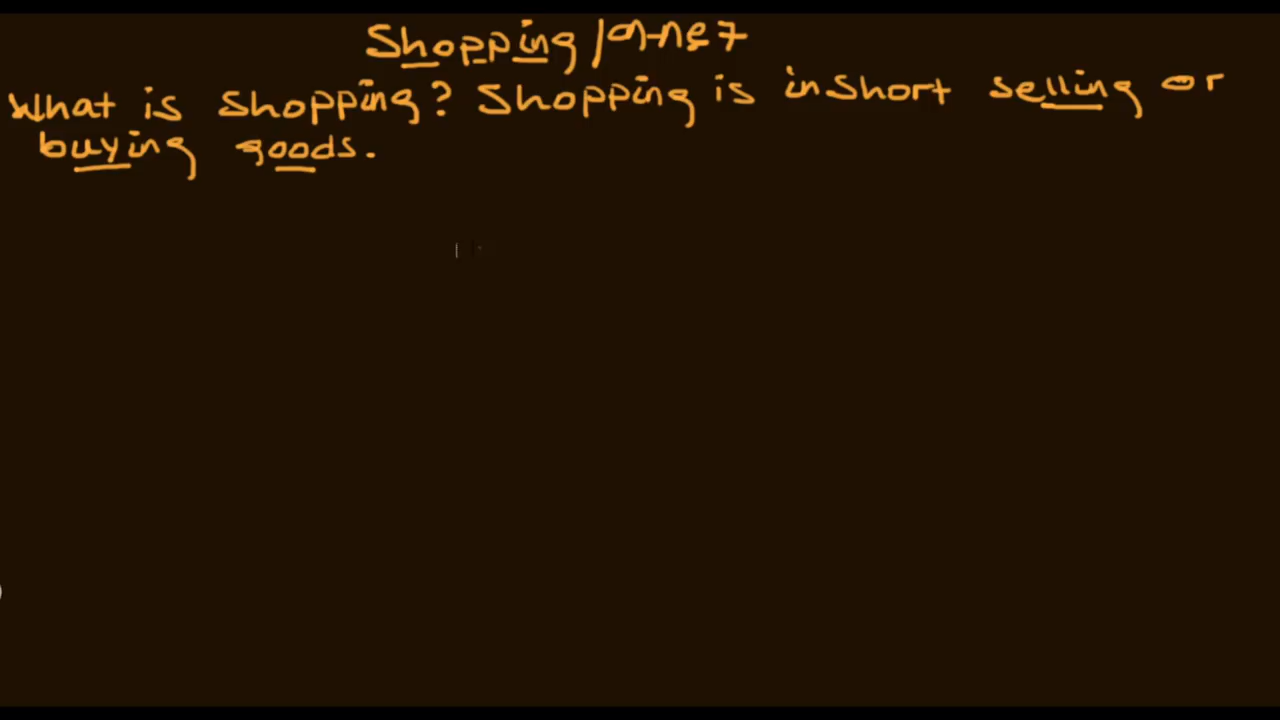 Shopping /
What is shopping? Shopping is inshort selling or
buying goods.